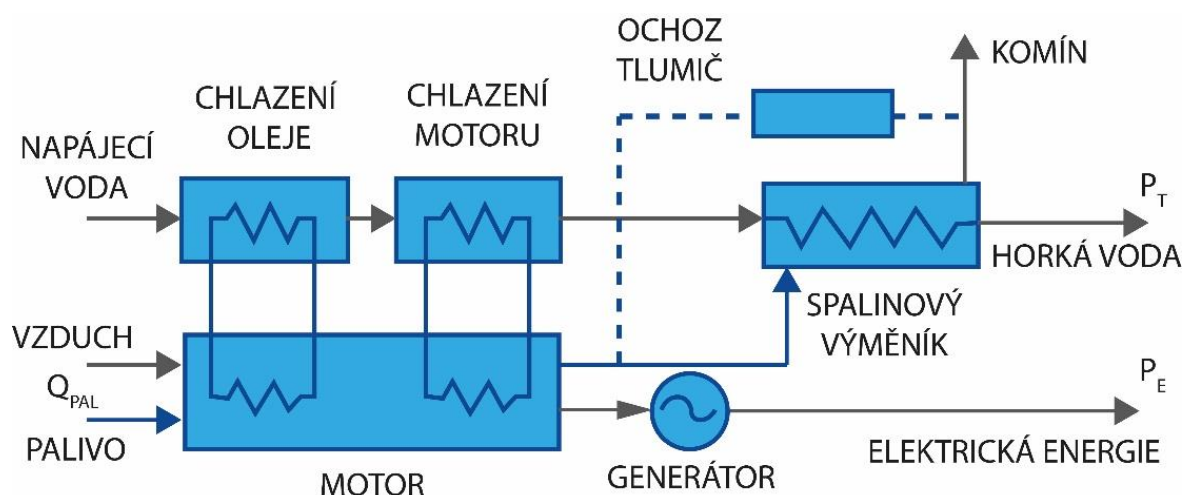 OCHOZ
TLUMIČ
KOMÍN
CHLAZENÍ
OLEJE
CHLAZENÍ
MOTORU
NAPÁJECÍ
VODA
P_T
HORKÁ VODA
SPALINOVÝ
VÝMĚNÍK
VZDUCH
Q_PAL
PALIVO
P_E
ELEKTRICKÁ ENERGIE
GENERÁTOR
MOTOR